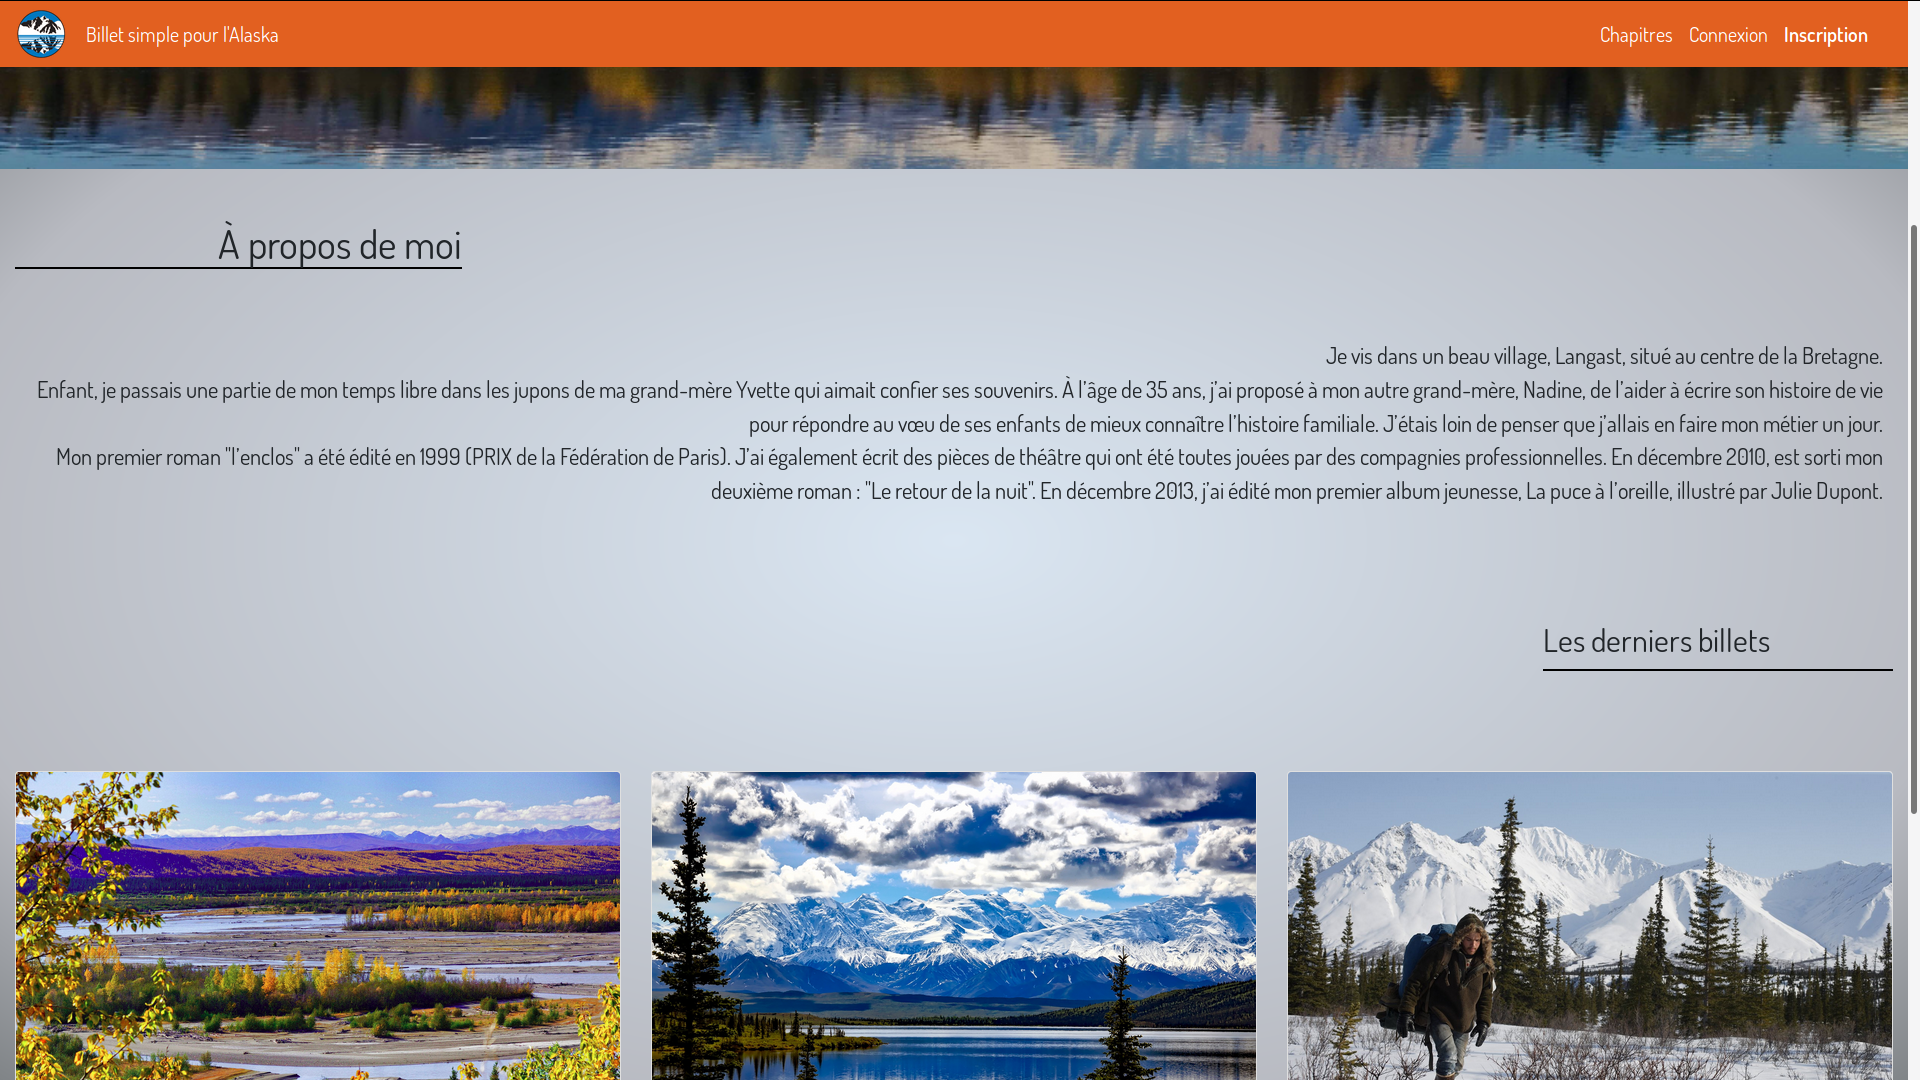 Billet simple pour l'Alaska
Chapitres
Connexion
Inscription
À propos de moi
Je vis dans un beau village, Langast, situé au centre de la Bretagne.
Enfant, je passais une partie de mon temps libre dans les jupons de ma grand-mère Yvette qui aimait confier ses souvenirs. À l’âge de 35 ans, j’ai proposé à mon autre grand-mère, Nadine, de l’aider à écrire son histoire de vie
pour répondre au vœu de ses enfants de mieux connaître l’histoire familiale. J’étais loin de penser que j’allais en faire mon métier un jour.
Mon premier roman "l’enclos" a été édité en 1999 (PRIX de la Fédération de Paris). J’ai également écrit des pièces de théâtre qui ont été toutes jouées par des compagnies professionnelles. En décembre 2010, est sorti mon
deuxième roman : "Le retour de la nuit". En décembre 2013, j’ai édité mon premier album jeunesse, La puce à l’oreille, illustré par Julie Dupont.
Les derniers billets